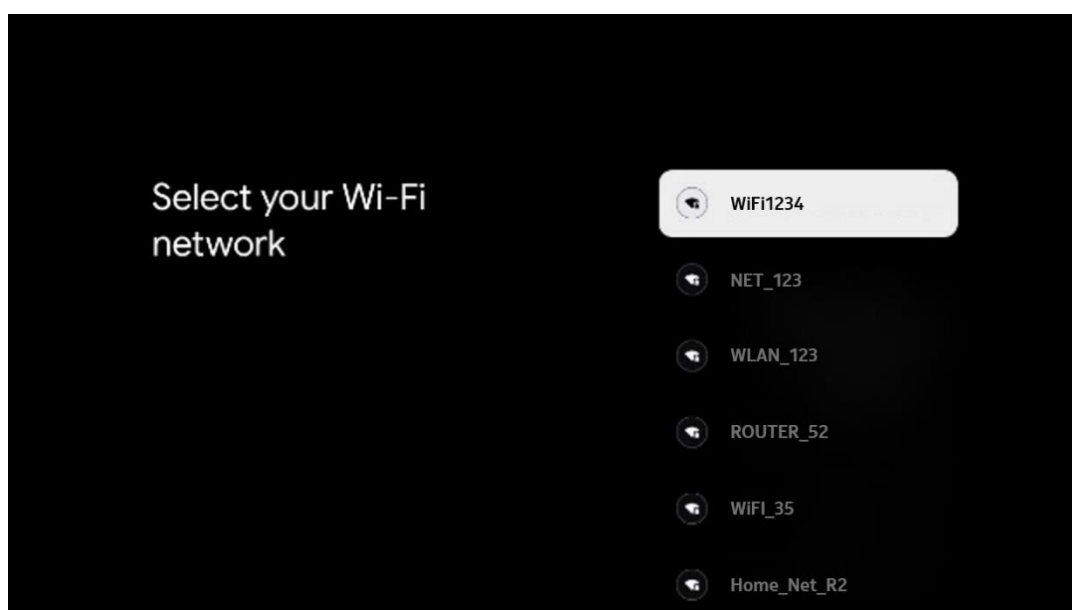 Select your Wi-Fi
network
WiFi1234
NET_123
WLAN_123
ROUTER_52
WiFI_35
Home_Net_R2